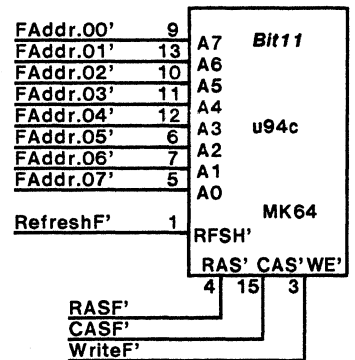 FAddr.00' 9 A7 Bit11
FAddr.01' 13 A6
FAddr.02' 10 A5
FAddr.03' 11 A4
FAddr.04' 12 A3 u94c
FAddr.05' 6 A2
FAddr.06' 7 A1
FAddr.07' 5 A0
MK64
RefreshF' 1 RFSH'
RAS' CAS' WE'
4 15 3
RASF'
CASF'
WriteF'